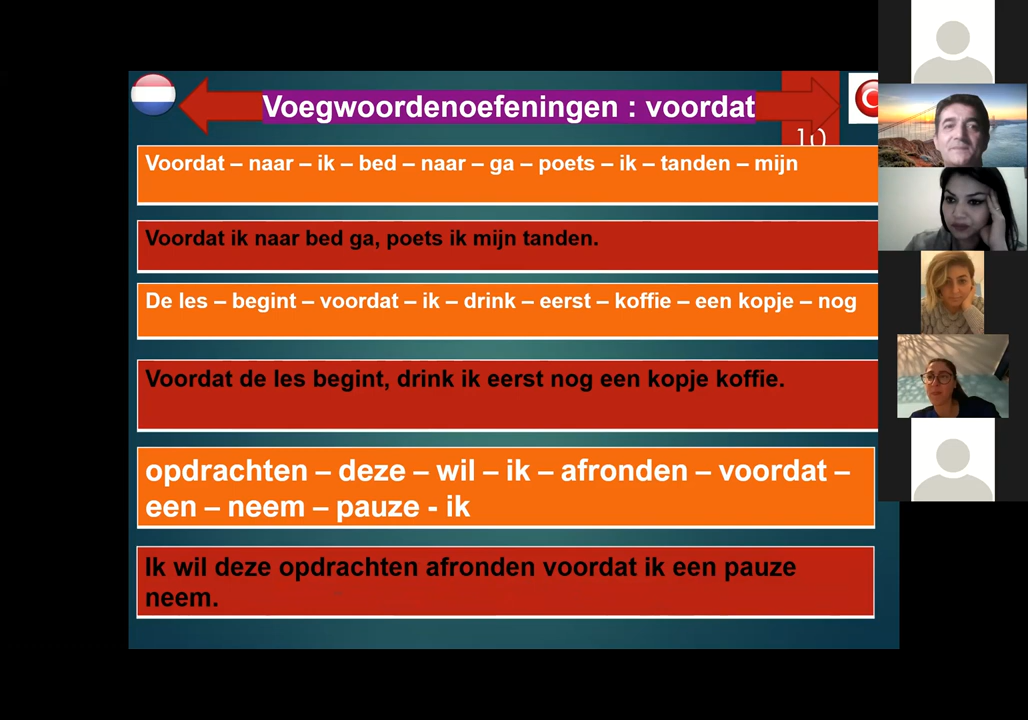 Voegwoordenoefeningen : voordat
10
Voordat – naar – ik – bed – naar – ga – poets – ik – tanden – mijn
Voordat ik naar bed ga, poets ik mijn tanden.
De les – begint – voordat – ik – drink – eerst – koffie – een kopje – nog
Voordat de les begint, drink ik eerst nog een kopje koffie.
opdrachten – deze – wil – ik – afronden – voordat –
een – neem – pauze - ik
Ik wil deze opdrachten afronden voordat ik een pauze
neem.